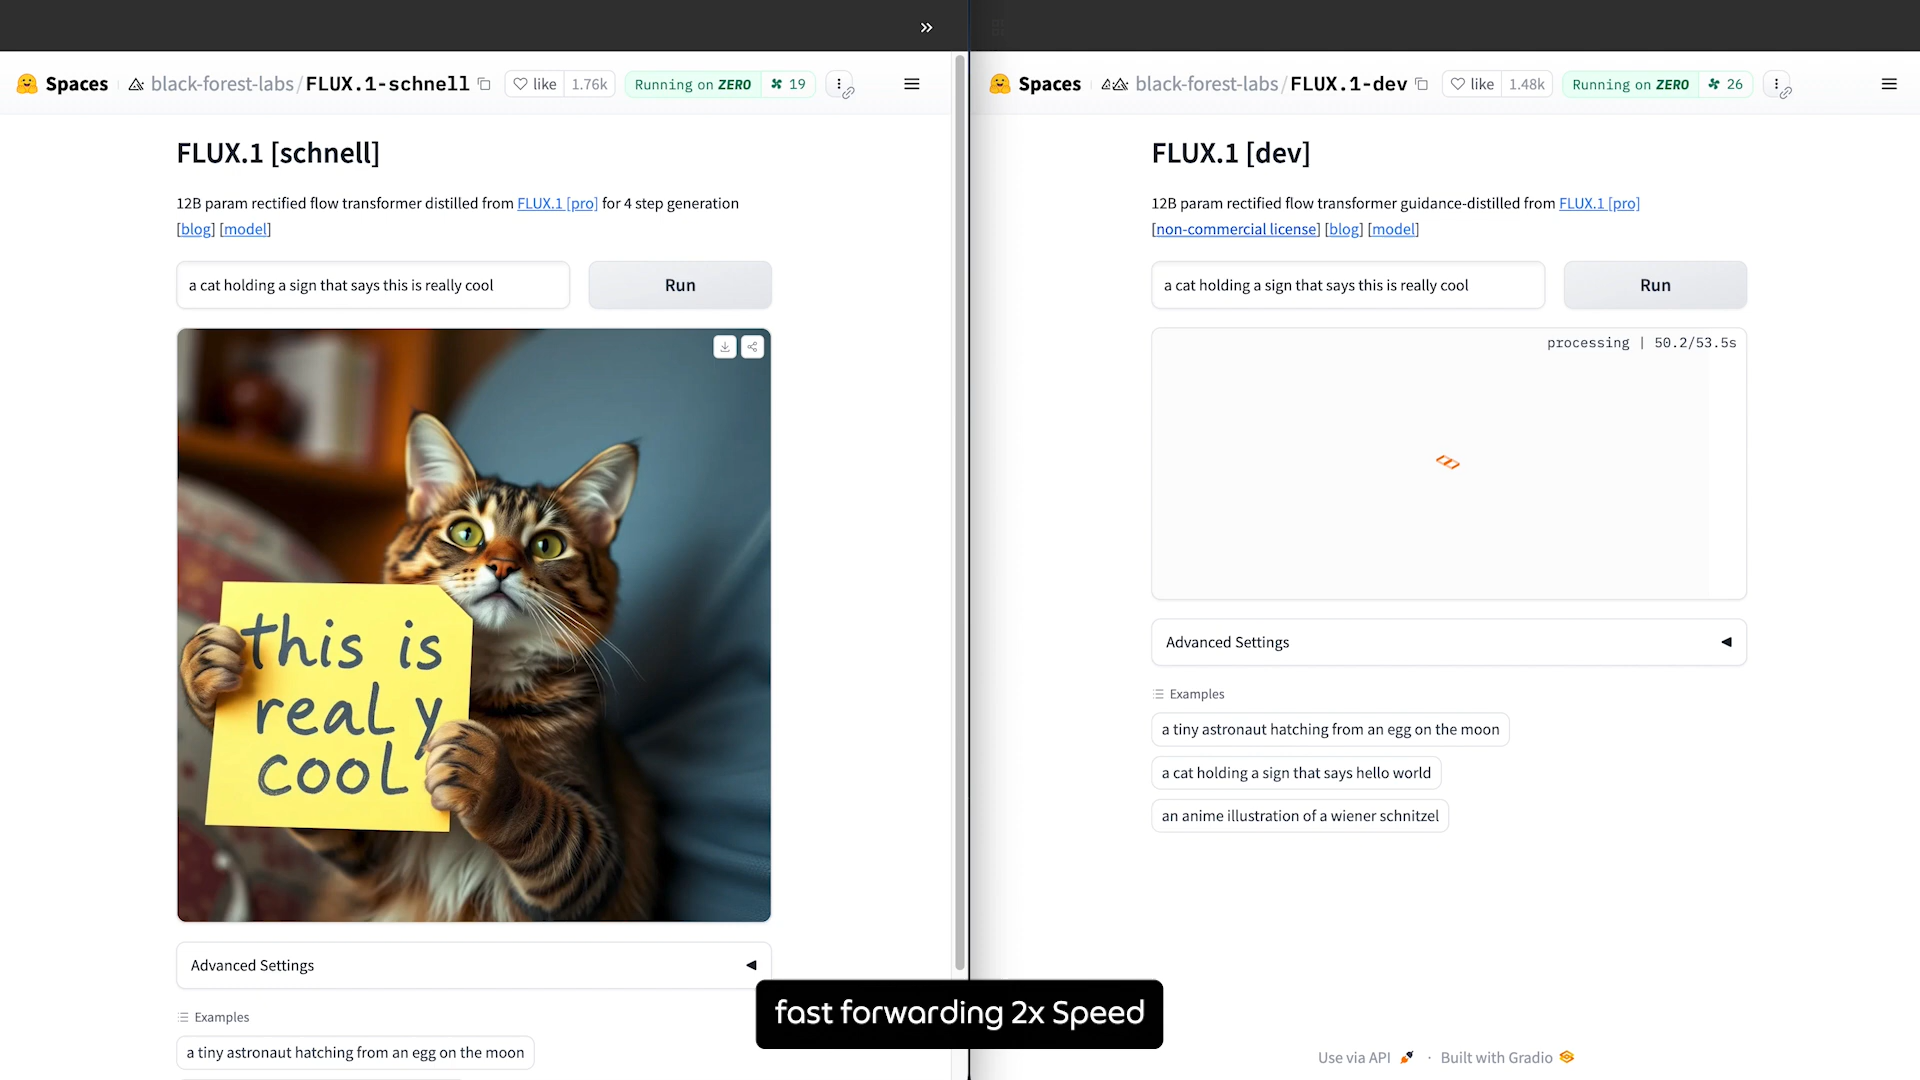 Spaces
black-forest-labs/FLUX.1-schnell
like 1.76k
Running on ZERO 19
FLUX.1 [schnell]
12B param rectified flow transformer distilled from FLUX.1 [pro] for 4 step generation
[blog] [model]
a cat holding a sign that says this is really cool
Run
this is
realy
cool
Advanced Settings
Examples
a tiny astronaut hatching from an egg on the moon
Spaces
black-forest-labs/FLUX.1-dev
like 1.48k
Running on ZERO 26
FLUX.1 [dev]
12B param rectified flow transformer guidance-distilled from FLUX.1 [pro]
[non-commercial license] [blog] [model]
a cat holding a sign that says this is really cool
Run
processing | 50.2/53.5s
Advanced Settings
Examples
a tiny astronaut hatching from an egg on the moon
a cat holding a sign that says hello world
an anime illustration of a wiener schnitzel
Use via API · Built with Gradio
fast forwarding 2x Speed